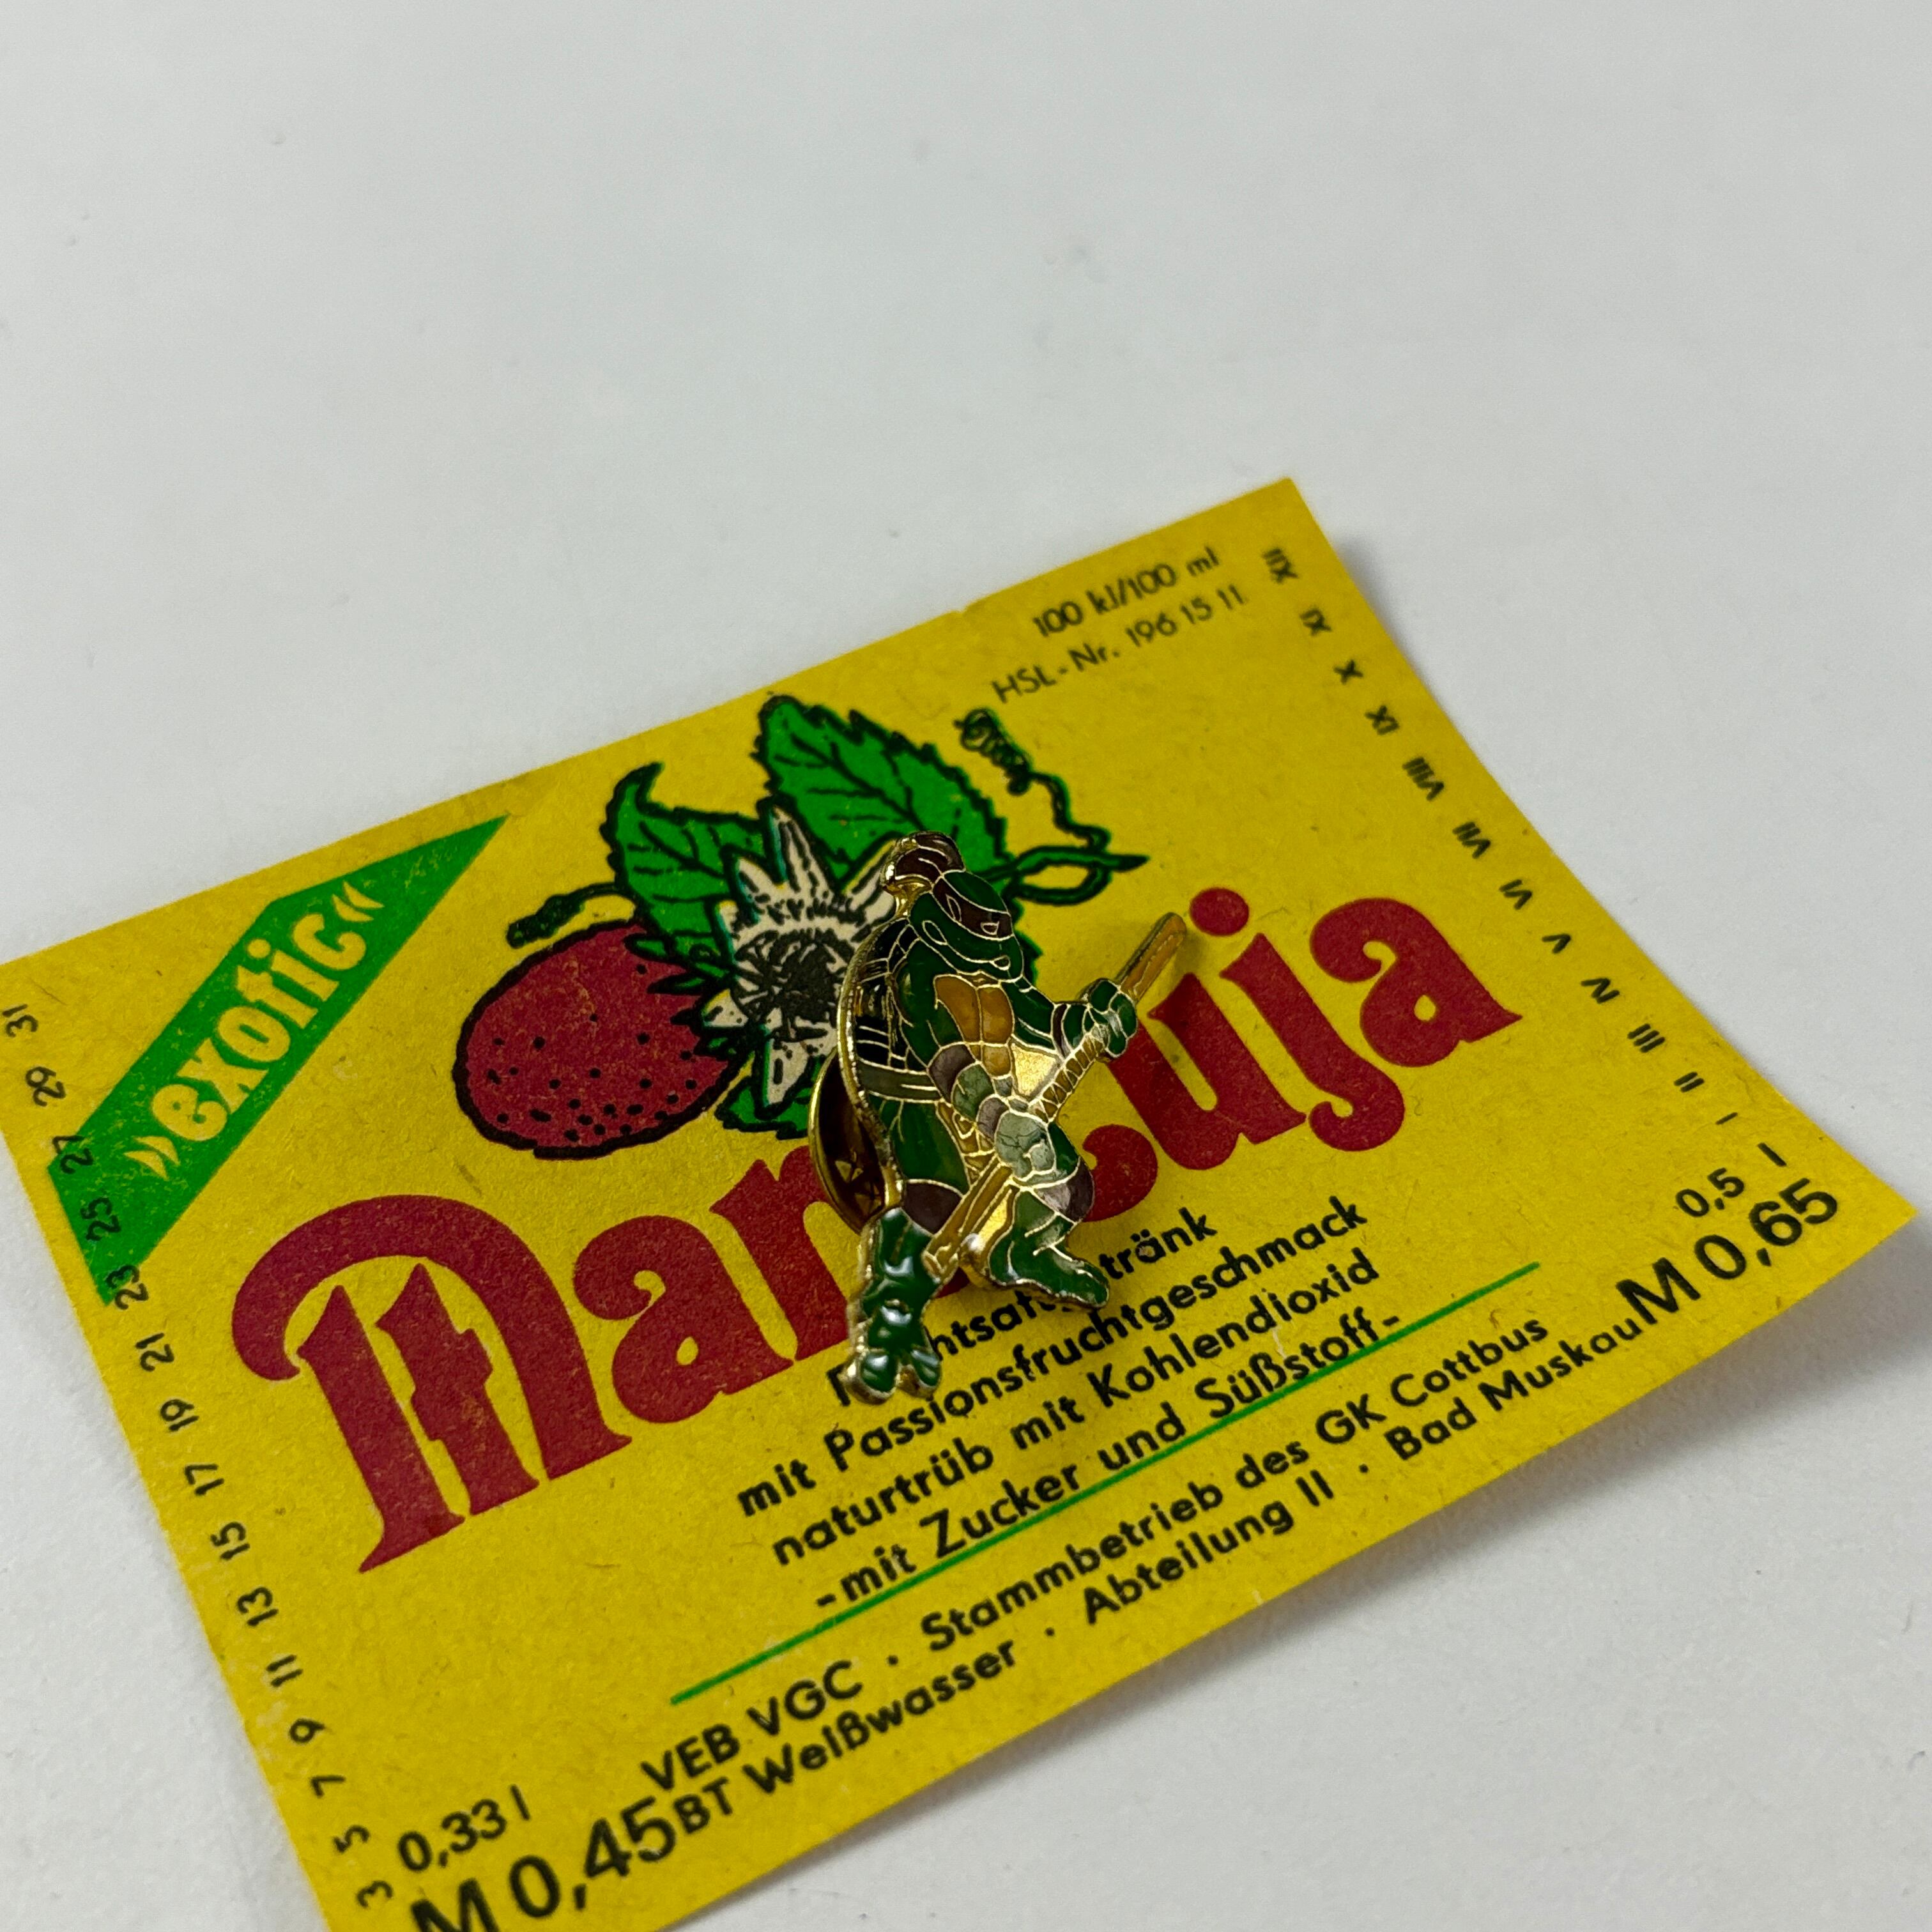 100 kJ/100 ml
HSL-Nr. 196 15 11
»exotic«
mit Passionsfruchtgeschmack
naturtrüb mit Kohlendioxid
-mit Zucker und Süßstoff-
VEB VGC · Stammbetrieb des GK Cottbus
BT Weißwasser · Abteilung II · Bad Muskau
0,33 l
M 0,45
0,5 l
M 0,65
31
29
27
25
23
21
19
17
15
13
11
9
7
5
3
XII
XI
X
IX
VIII
VII
VI
V
IV
III
II
I